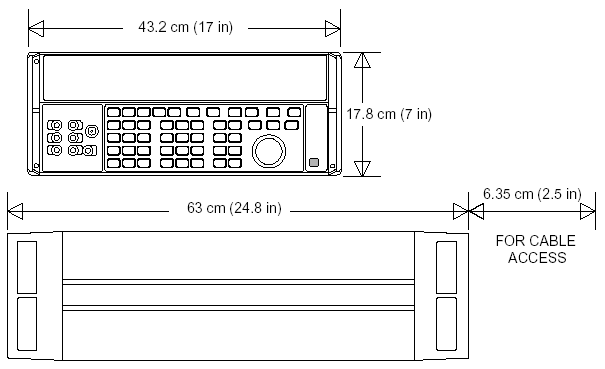 43.2 cm (17 in)
17.8 cm (7 in)
63 cm (24.8 in)
6.35 cm (2.5 in)
FOR CABLE
ACCESS